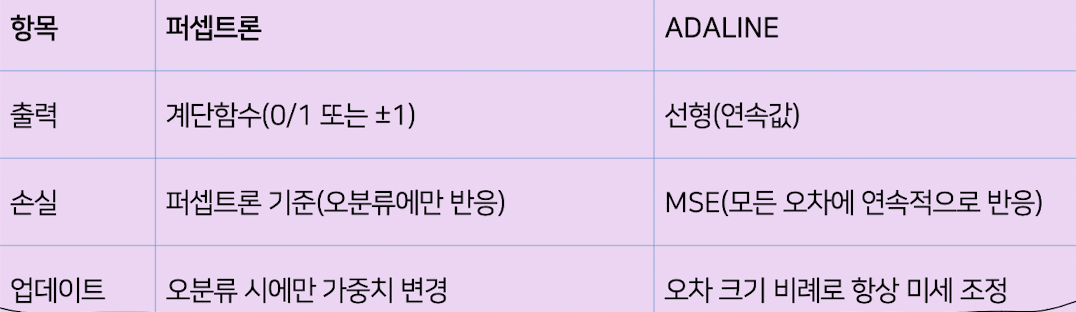 항목 퍼셉트론 ADALINE
출력 계단함수(0/1 또는 ±1) 선형(연속값)
손실 퍼셉트론 기준(오분류에만 반응) MSE(모든 오차에 연속적으로 반응)
업데이트 오분류 시에만 가중치 변경 오차 크기 비례로 항상 미세 조정